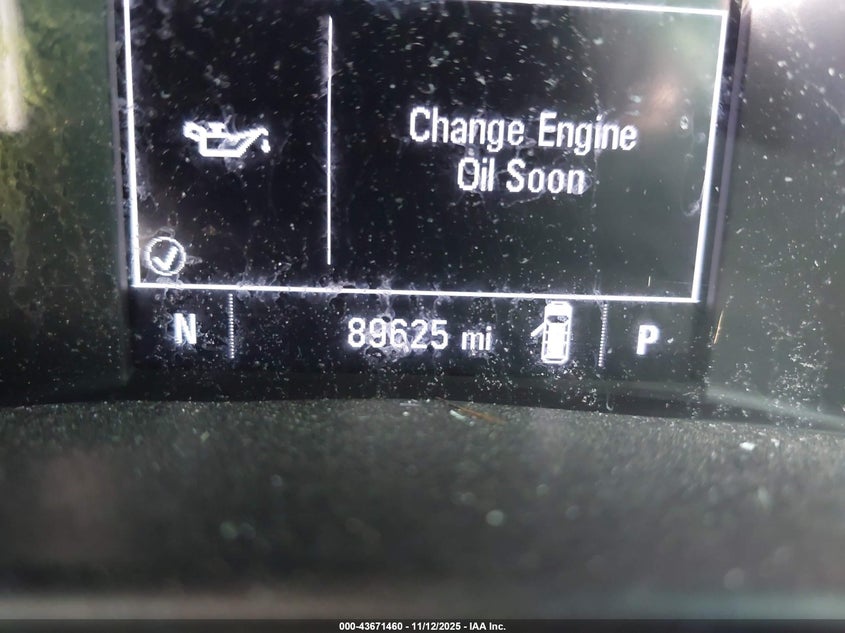 Change Engine
Oil Soon
N 89625 mi P
000-43671460 - 11/12/2025 - IAA Inc.